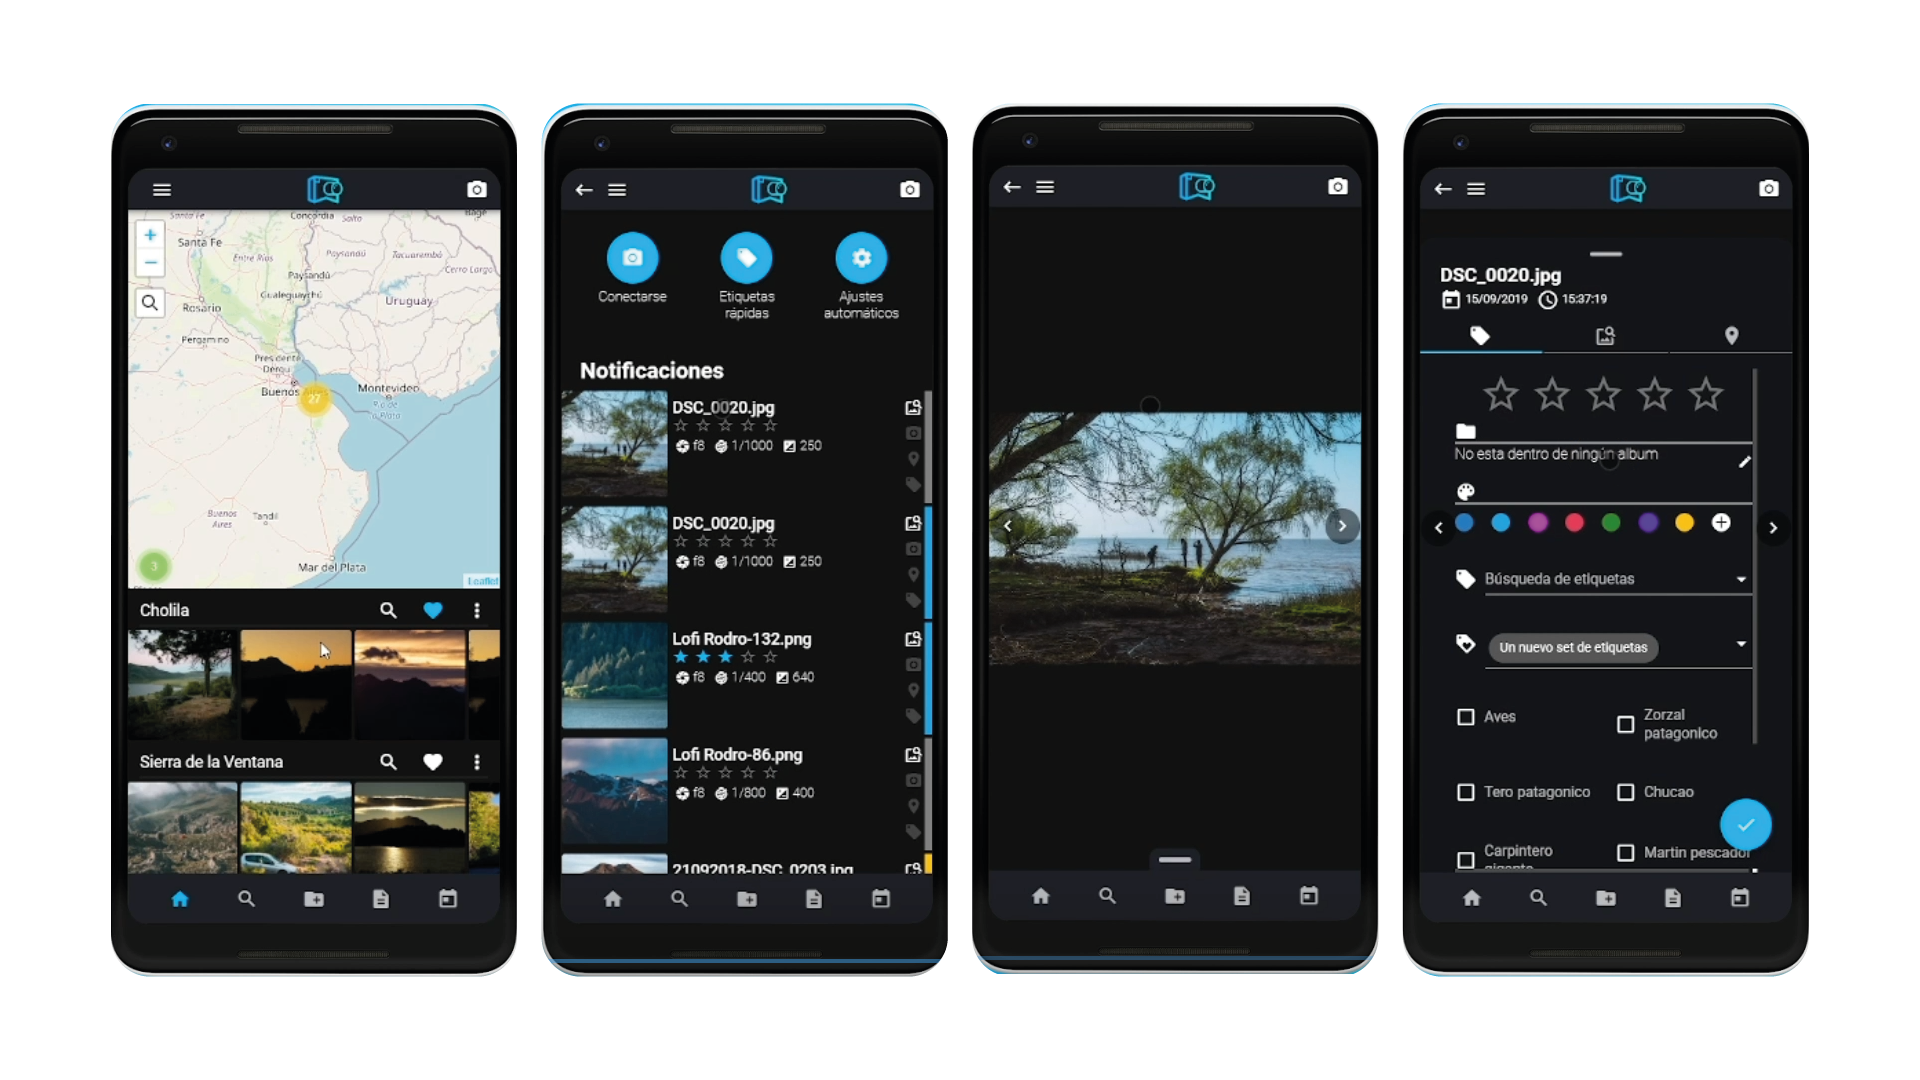 Santa Fe
Concordia
Salto
Bagé
Santa Fe
Entre Ríos
Paysandú
Tacuarembó
Cerro Largo
Paysandú
Gualeguaychú
Uruguay
Rosario
Pergamino
Presidente
Derqui
Buenos
27
Montevideo
Río de
la Plata
Buenos
Aires
Tandil
3
Mar del Plata
Leaflet
Cholila
Sierra de la Ventana
Conectarse
Etiquetas
rápidas
Ajustes
automáticos
Notificaciones
DSC_0020.jpg
f8 1/1000 250
DSC_0020.jpg
f8 1/1000 250
Lofi Rodro-132.png
f8 1/400 640
Lofi Rodro-86.png
f8 1/800 400
21092018-DSC_0203.jpg
DSC_0020.jpg
15/09/2019 15:37:19
No esta dentro de ningún album
Búsqueda de etiquetas
Un nuevo set de etiquetas
Aves
Zorzal
patagonico
Tero patagonico
Chucao
Carpintero
gigante
Martin pescador